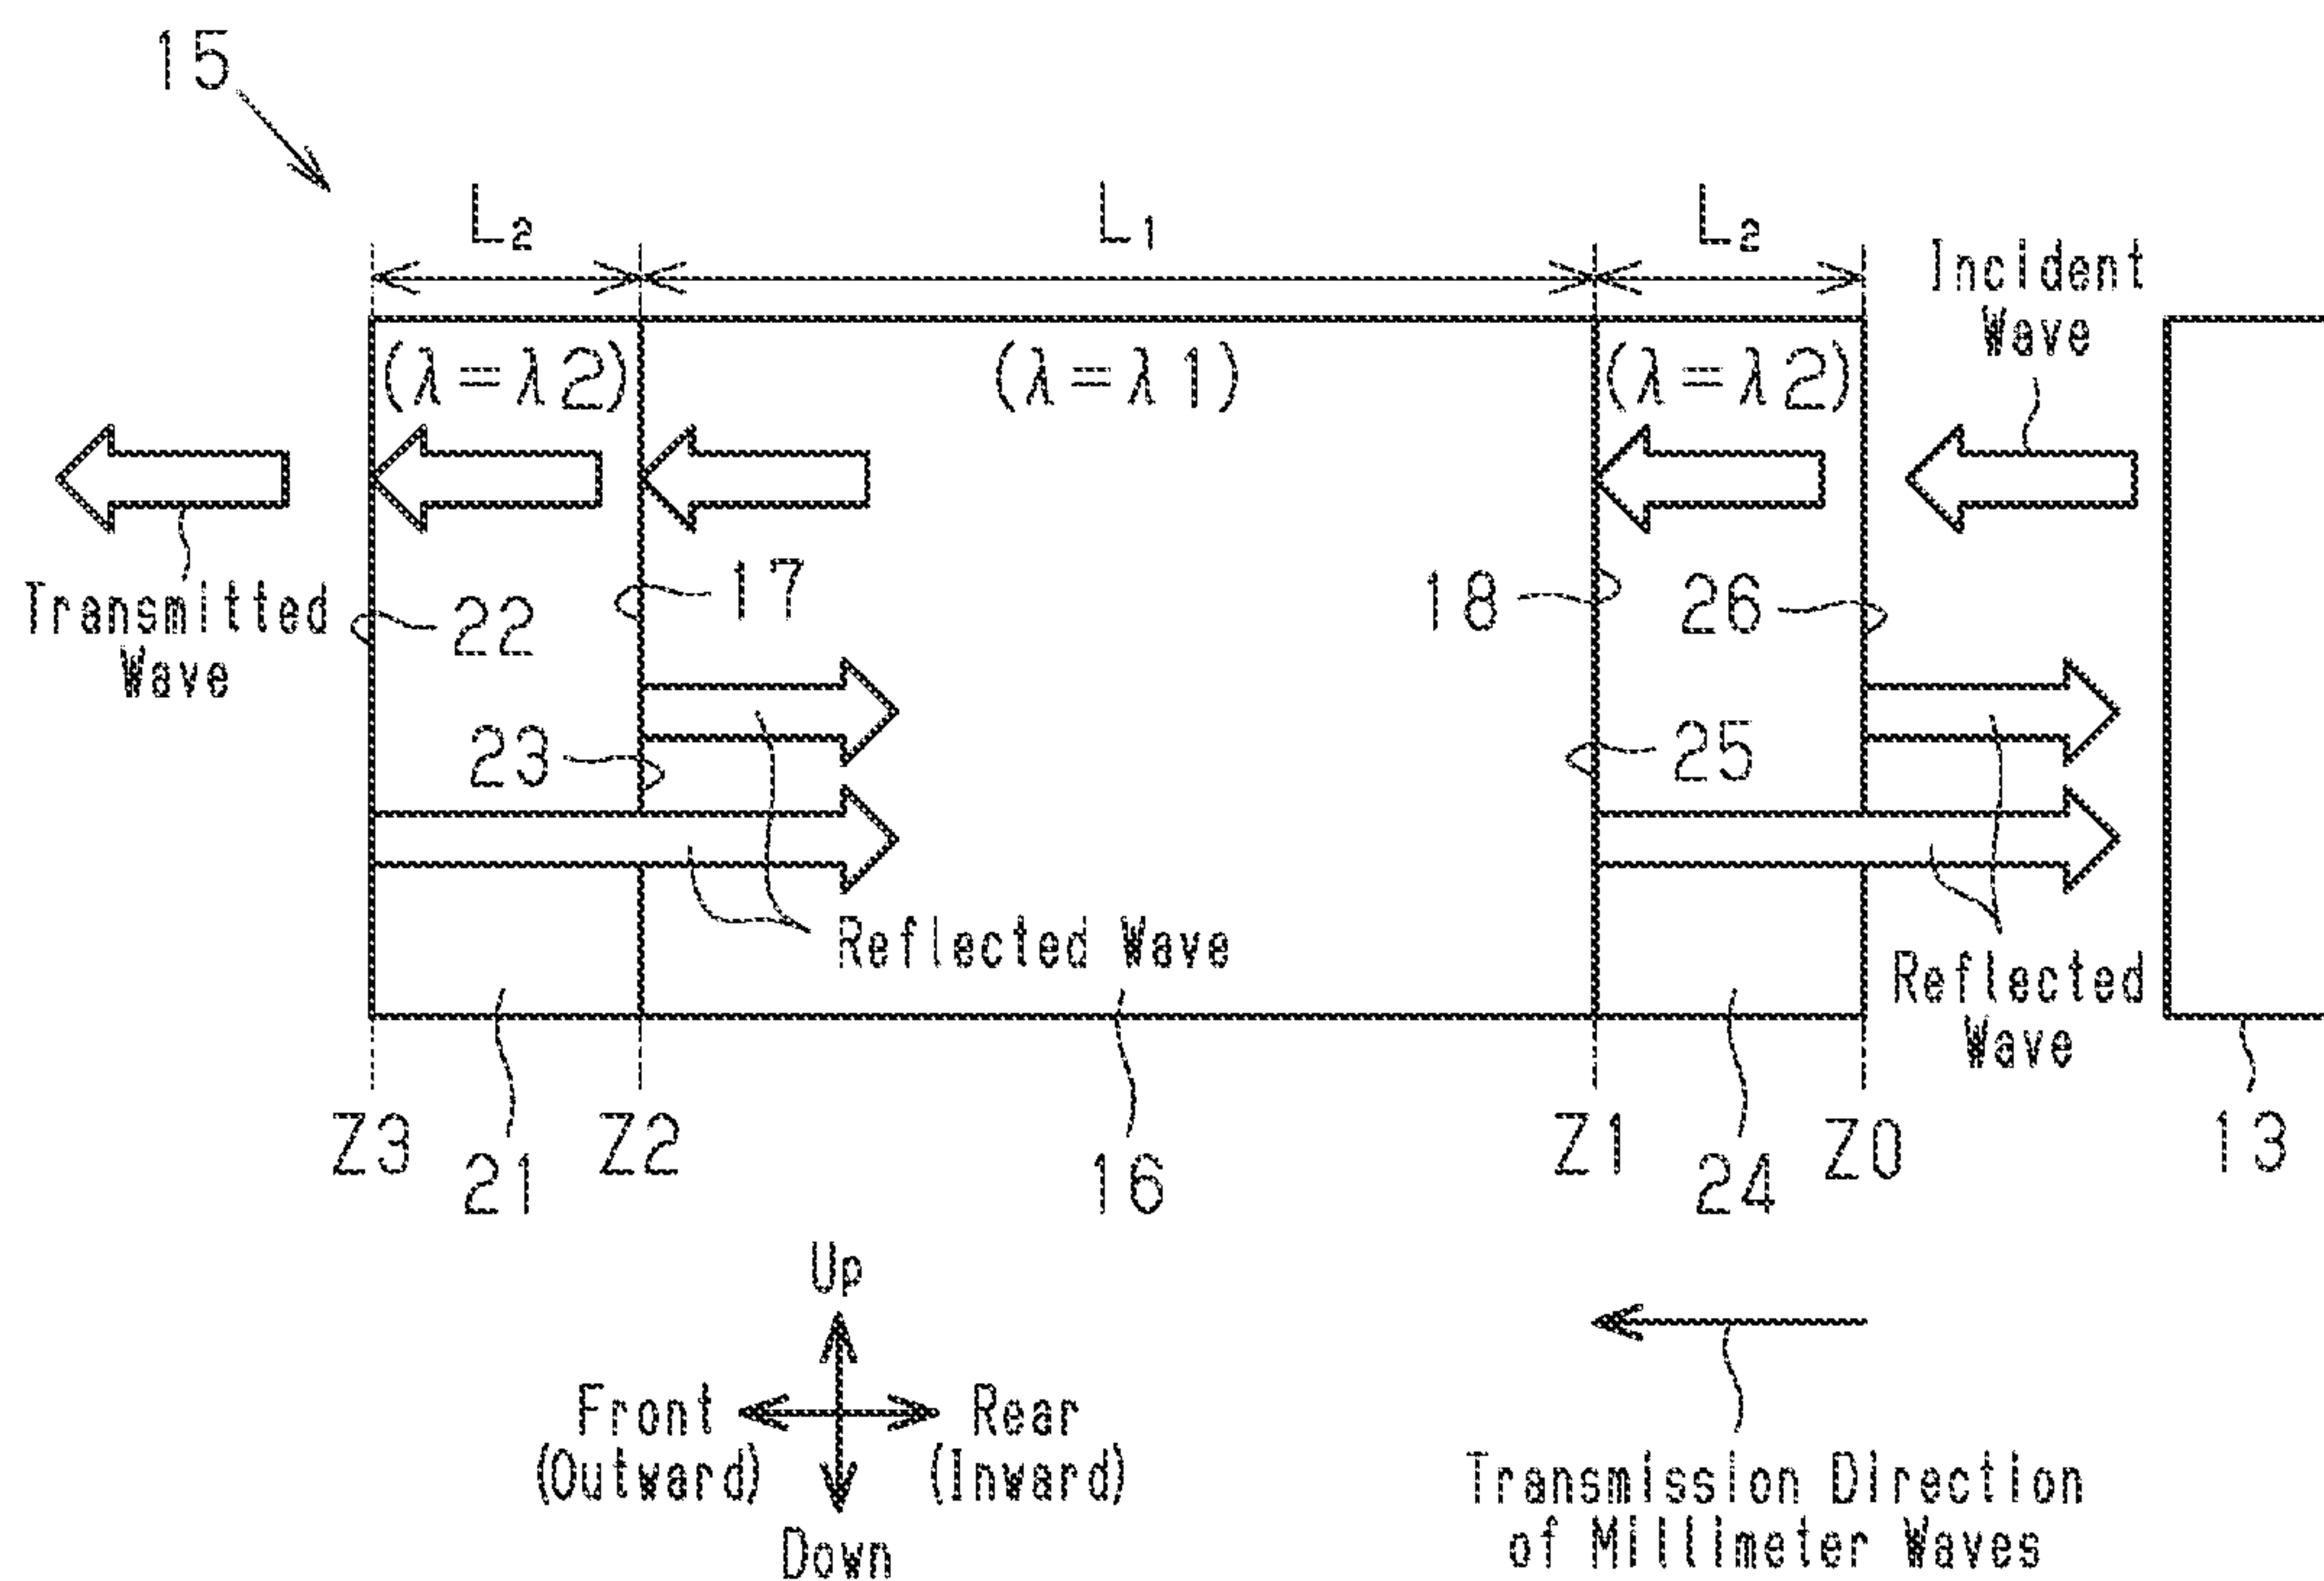 15
L₂ L₁ L₂
Incident
Wave
(λ=λ2) (λ=λ1) (λ=λ2)
Transmitted
Wave
22 17 18 26
23 25
Reflected Wave
Reflected
Wave
Z3 Z2 Z1 Z0
21 16 24 13
Up
Front
(Outward)
Rear
(Inward)
Down
Transmission Direction
of Millimeter Waves